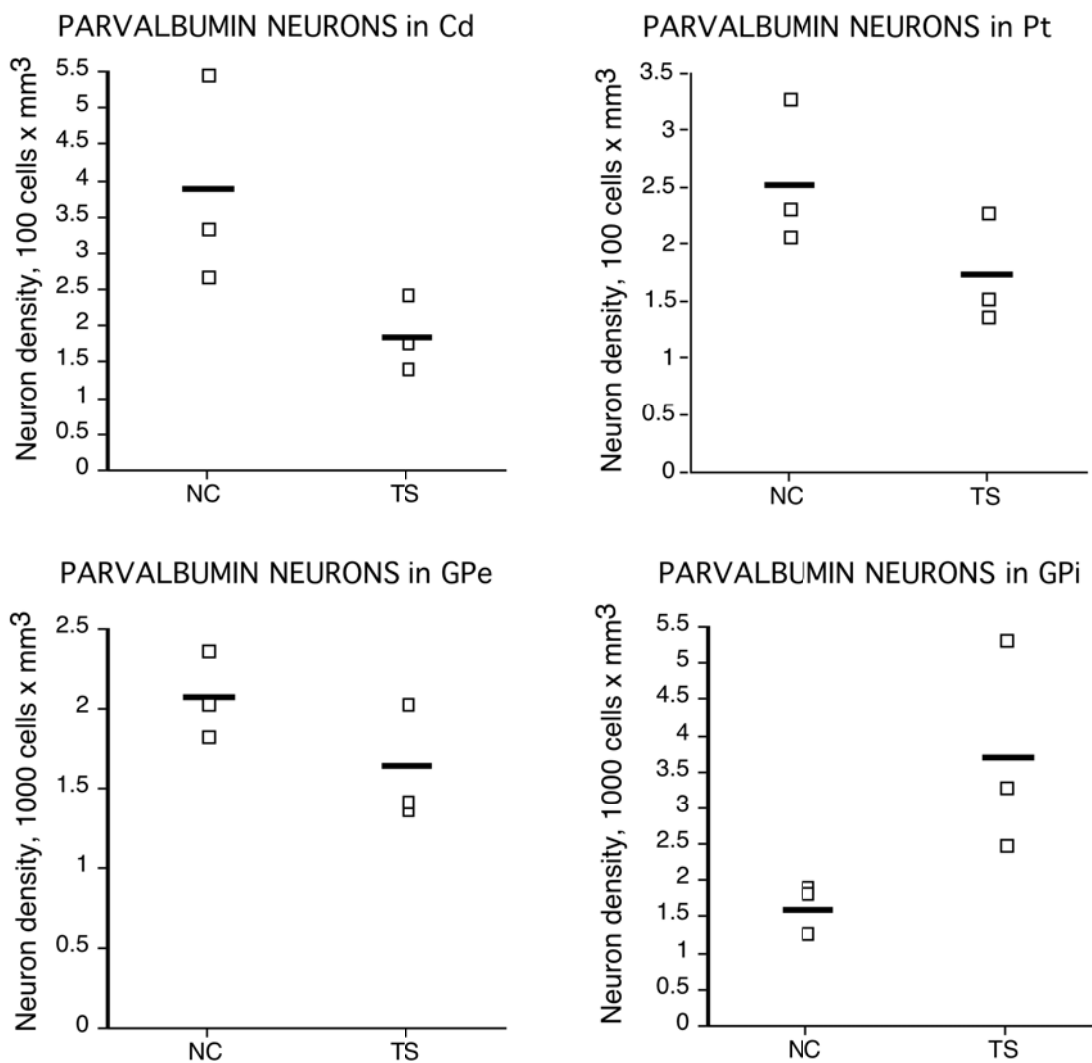 PARVALBUMIN NEURONS in Cd
Neuron density, 100 cells x mm3
5.5
5
4.5
4
3.5
3
2.5
2
1.5
1
0.5
0
NC
TS
PARVALBUMIN NEURONS in Pt
Neuron density, 100 cells x mm3
3.5
3
2.5
2
1.5
1
0.5
0
NC
TS
PARVALBUMIN NEURONS in GPe
Neuron density, 1000 cells x mm3
2.5
2
1.5
1
0.5
0
NC
TS
PARVALBUMIN NEURONS in GPi
Neuron density, 1000 cells x mm3
5.5
5
4.5
4
3.5
3
2.5
2
1.5
1
0.5
0
NC
TS